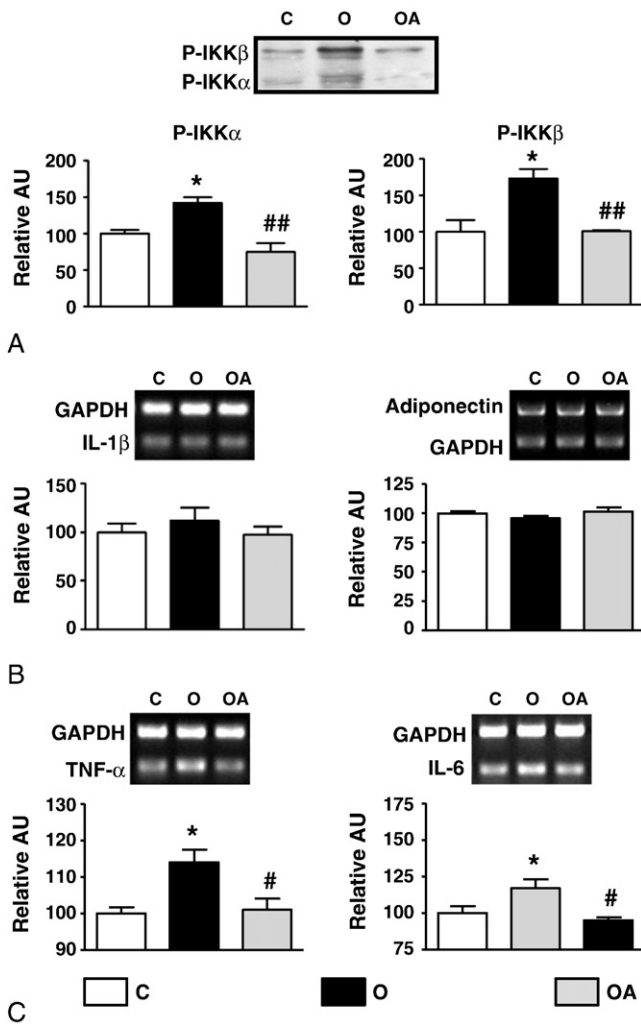 C O OA
P-IKKβ
P-IKKα
P-IKKα
Relative AU
200
150
100
50
0
*
##
P-IKKβ
Relative AU
200
150
100
50
0
*
##
A
C O OA
GAPDH
IL-1β
Relative AU
150
100
50
0
C O OA
Adiponectin
GAPDH
Relative AU
125
100
75
50
25
0
B
C O OA
GAPDH
TNF-α
Relative AU
130
120
110
100
90
*
#
C O OA
GAPDH
IL-6
Relative AU
175
150
125
100
75
*
#
C O OA
C